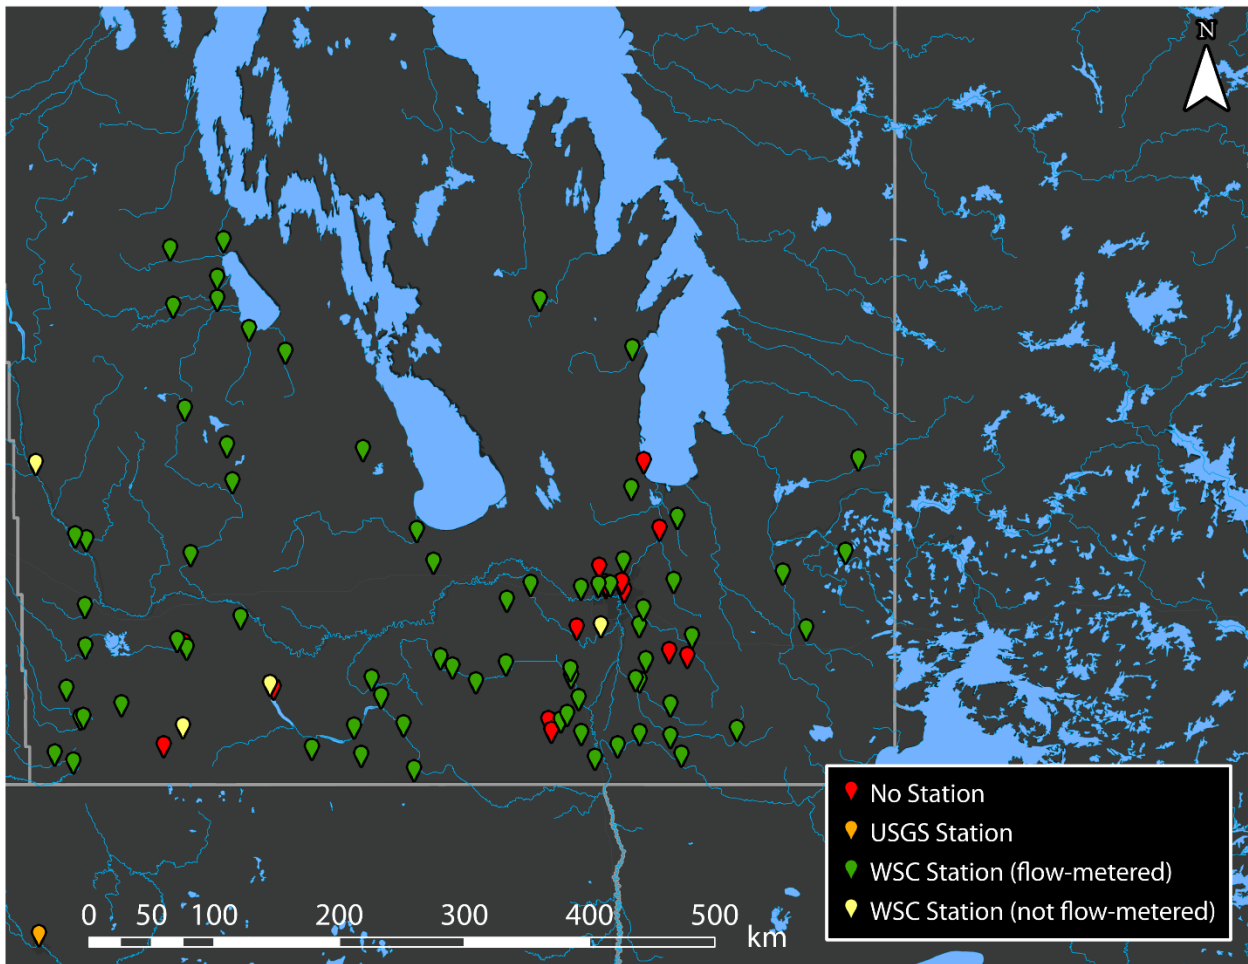 N
No Station
USGS Station
WSC Station (flow-metered)
WSC Station (not flow-metered)
0 50 100 200 300 400 500
km